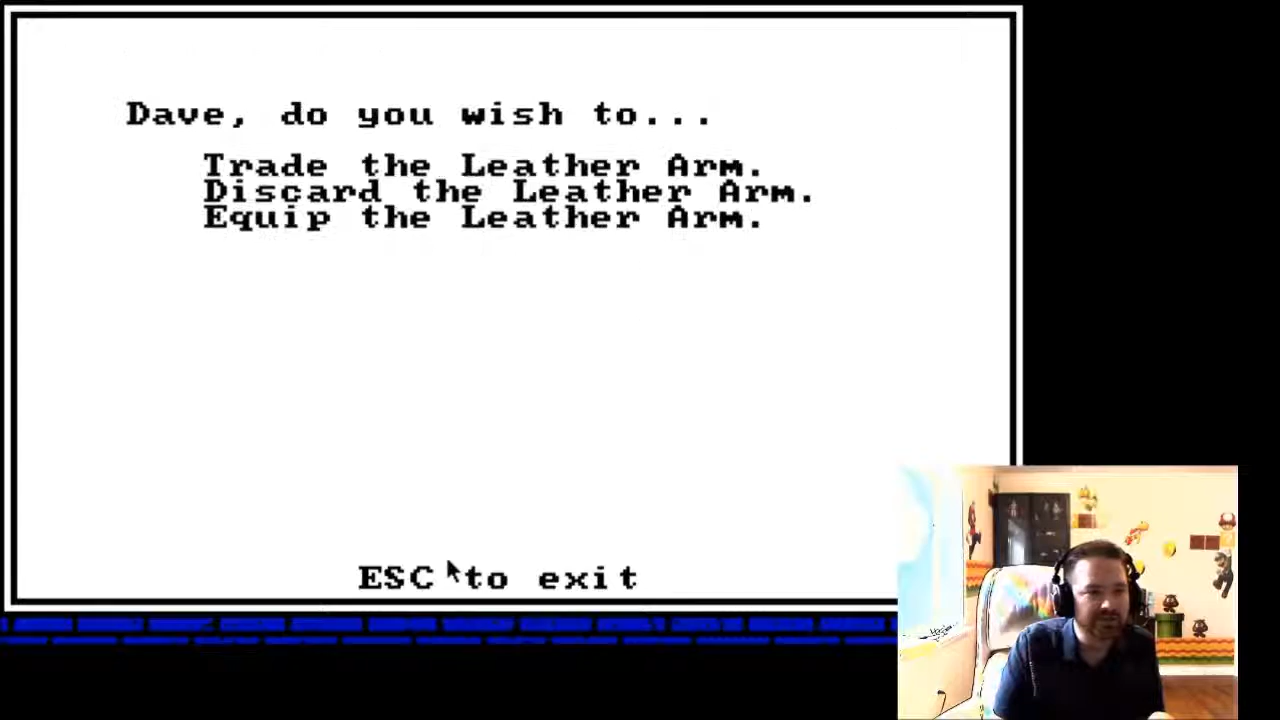 Dave, do you wish to...
Trade the Leather Arm.
Discard the Leather Arm.
Equip the Leather Arm.
ESC to exit